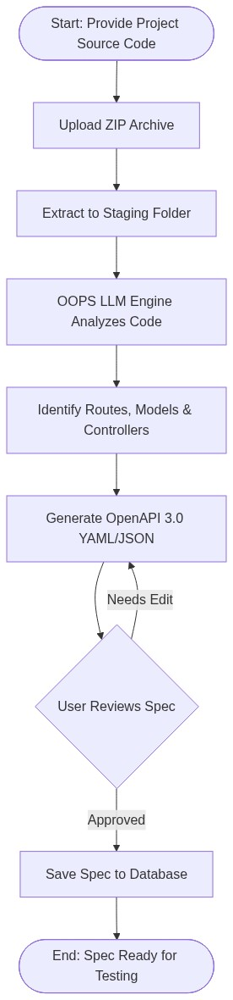 Start: Provide Project
Source Code
Upload ZIP Archive
Extract to Staging Folder
OOPS LLM Engine
Analyzes Code
Identify Routes, Models &
Controllers
Generate OpenAPI 3.0
YAML/JSON
Needs Edit
User Reviews Spec
Approved
Save Spec to Database
End: Spec Ready for
Testing